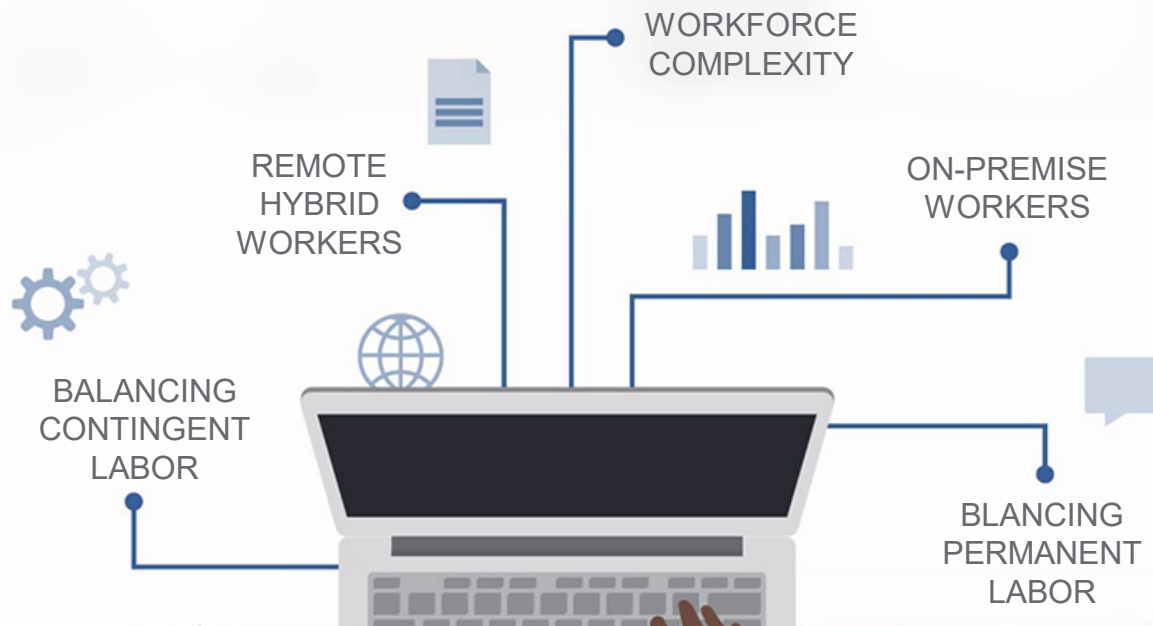 WORKFORCE
COMPLEXITY
REMOTE
HYBRID
WORKERS
ON-PREMISE
WORKERS
BALANCING
CONTINGENT
LABOR
BLANCING
PERMANENT
LABOR